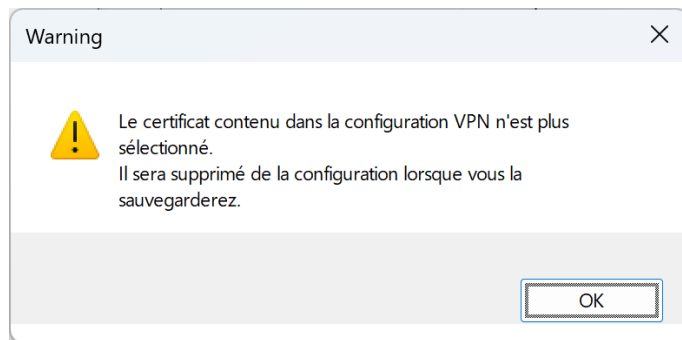 Warning
Le certificat contenu dans la configuration VPN n'est plus
sélectionné.
Il sera supprimé de la configuration lorsque vous la
sauvegarderez.
OK